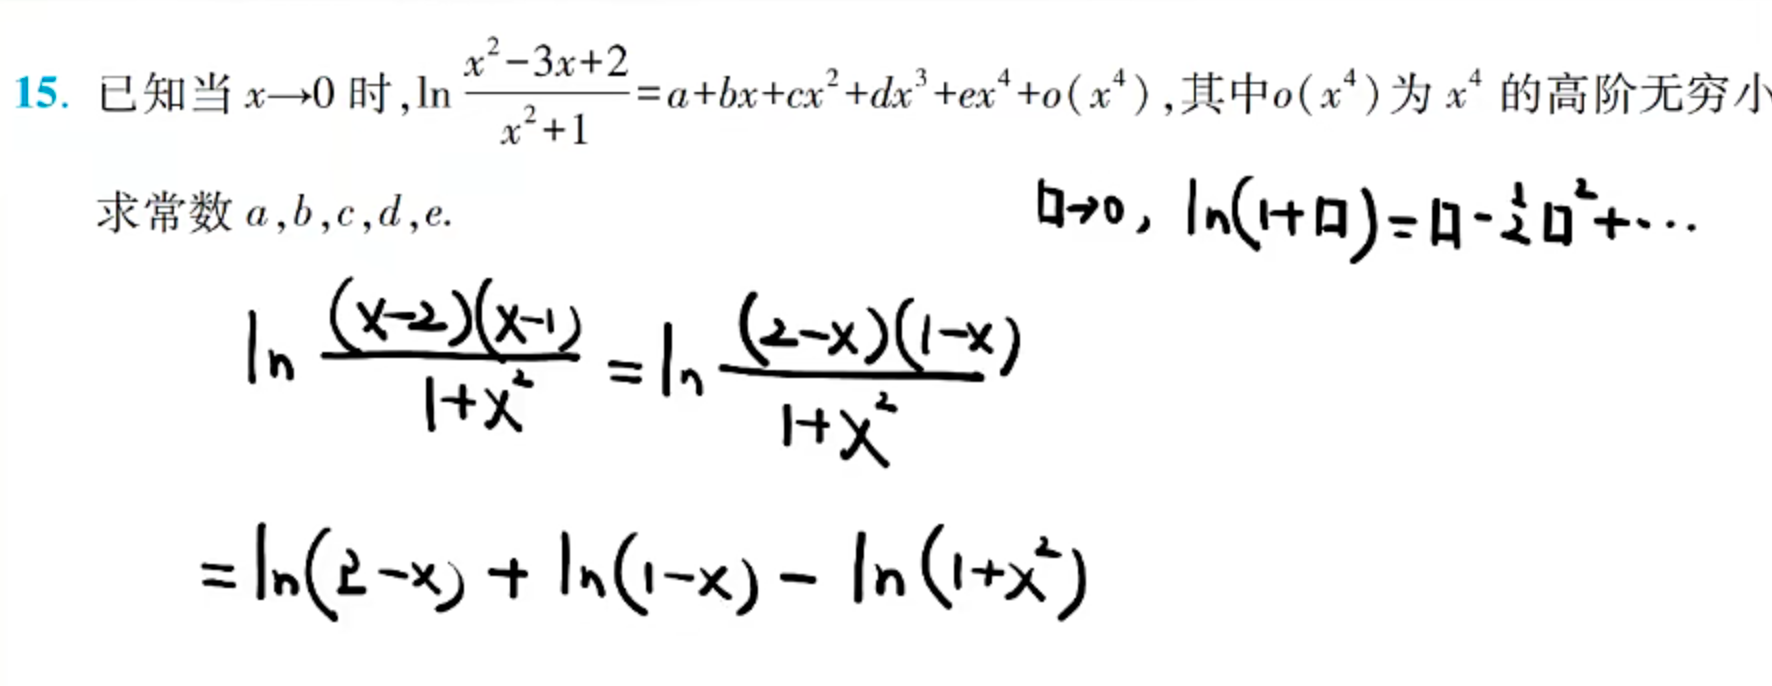 15. 已知当 x→0 时,ln (x²-3x+2)/(x²+1) =a+bx+cx²+dx³+ex⁴+o(x⁴),其中o(x⁴)为 x⁴ 的高阶无穷小
求常数 a,b,c,d,e.
□→0, ln(1+□)=□-½□²+⋯
ln (x-2)(x-1)/(1+x²) = ln (2-x)(1-x)/(1+x²)
=ln(2-x) + ln(1-x) - ln(1+x²)